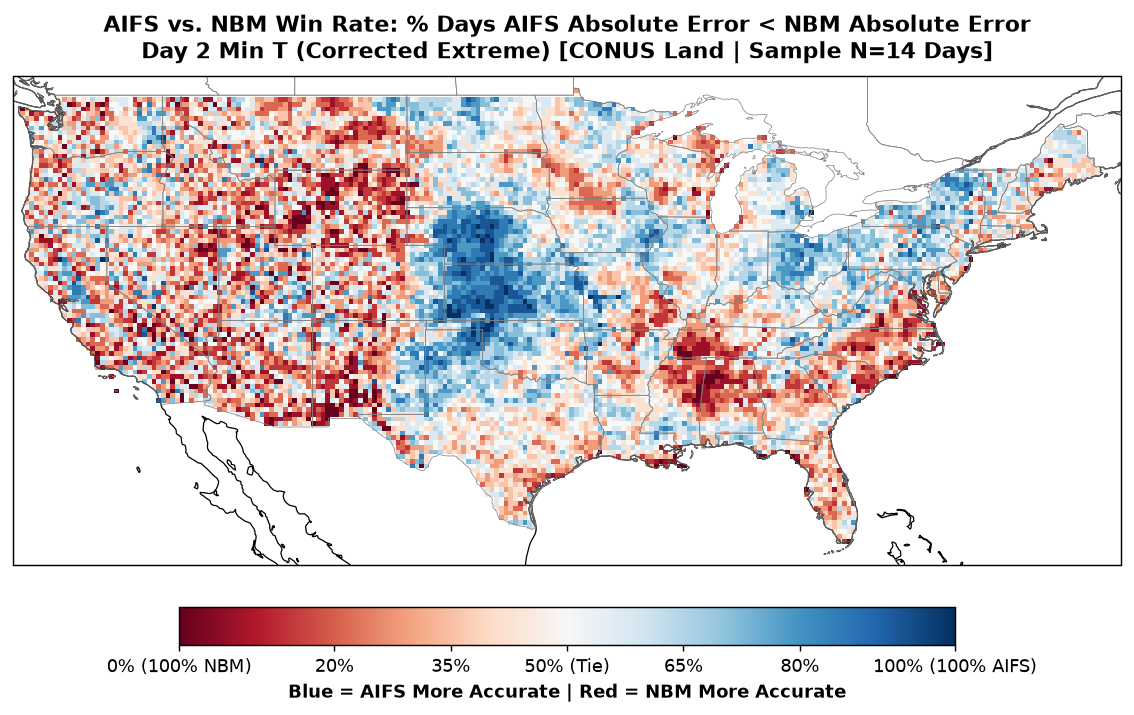 AIFS vs. NBM Win Rate: % Days AIFS Absolute Error < NBM Absolute Error
Day 2 Min T (Corrected Extreme) [CONUS Land | Sample N=14 Days]
0% (100% NBM) 20% 35% 50% (Tie) 65% 80% 100% (100% AIFS)
Blue = AIFS More Accurate | Red = NBM More Accurate